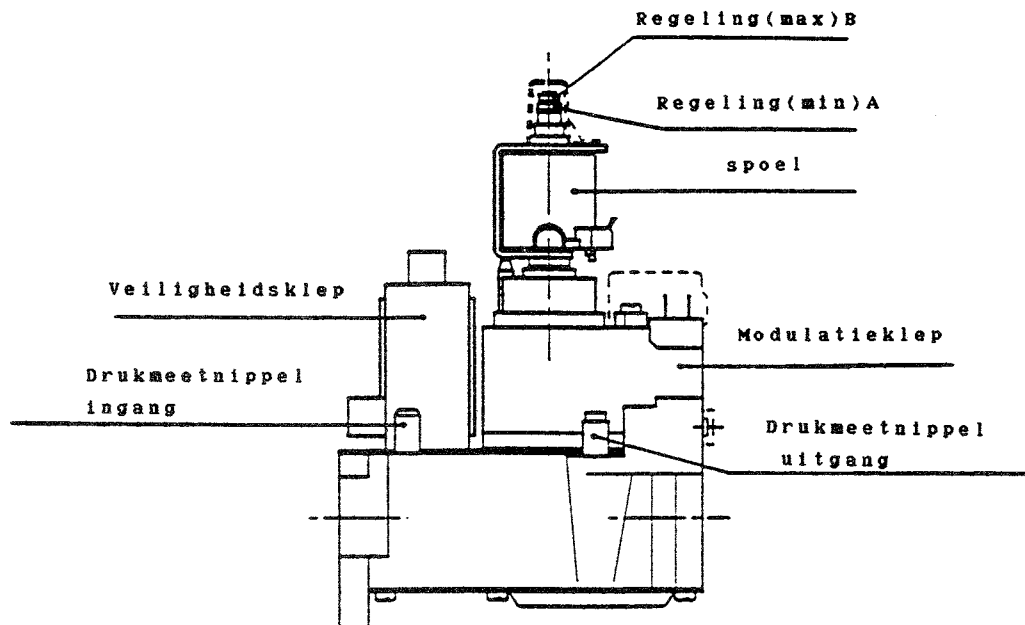 Regeling(max)B
Regeling(min)A
spoel
Veiligheidsklep
Modulatieklep
Drukmeetnippel
ingang
Drukmeetnippel
uitgang